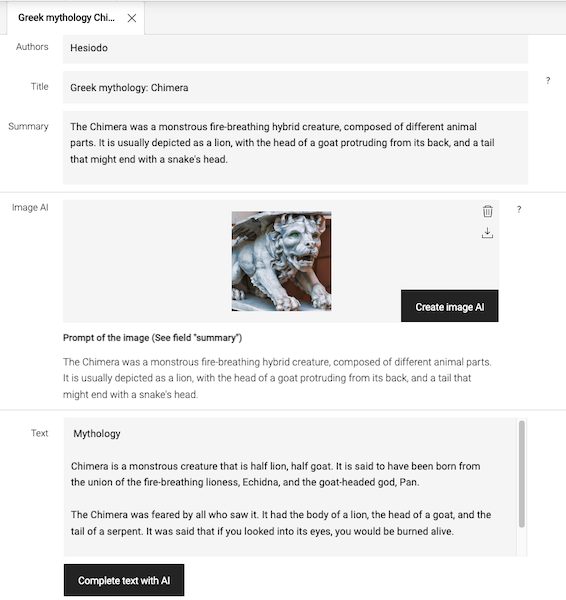 Greek mythology Chi...
Authors
Hesiodo
Title
Greek mythology: Chimera
?
Summary
The Chimera was a monstrous fire-breathing hybrid creature, composed of different animal
parts. It is usually depicted as a lion, with the head of a goat protruding from its back, and a tail
that might end with a snake's head.
Image AI
?
Create image AI
Prompt of the image (See field "summary")
The Chimera was a monstrous fire-breathing hybrid creature, composed of different animal parts.
It is usually depicted as a lion, with the head of a goat protruding from its back, and a tail that
might end with a snake's head.
Text
Mythology
Chimera is a monstrous creature that is half lion, half goat. It is said to have been born from
the union of the fire-breathing lioness, Echidna, and the goat-headed god, Pan.
The Chimera was feared by all who saw it. It had the body of a lion, the head of a goat, and the
tail of a serpent. It was said that if you looked into its eyes, you would be burned alive.
Complete text with AI